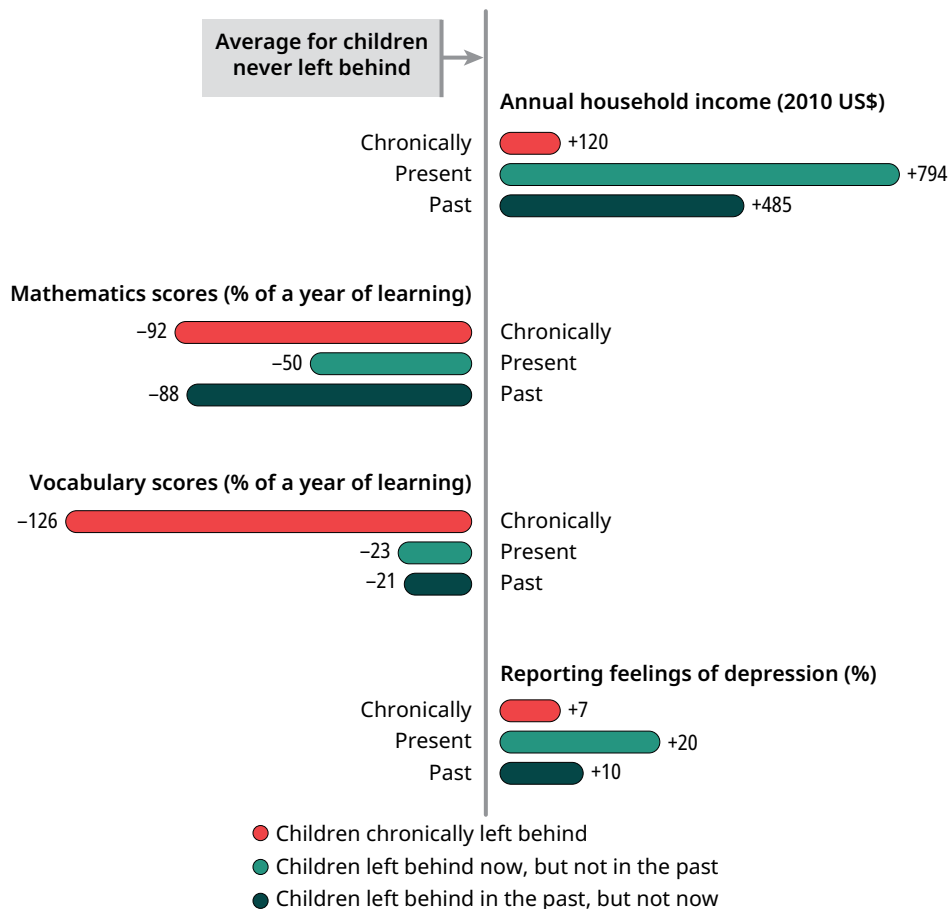 Average for children
never left behind
Annual household income (2010 US$)
Chronically +120
Present +794
Past +485
Mathematics scores (% of a year of learning)
–92 Chronically
–50 Present
–88 Past
Vocabulary scores (% of a year of learning)
–126 Chronically
–23 Present
–21 Past
Reporting feelings of depression (%)
Chronically +7
Present +20
Past +10
Children chronically left behind
Children left behind now, but not in the past
Children left behind in the past, but not now